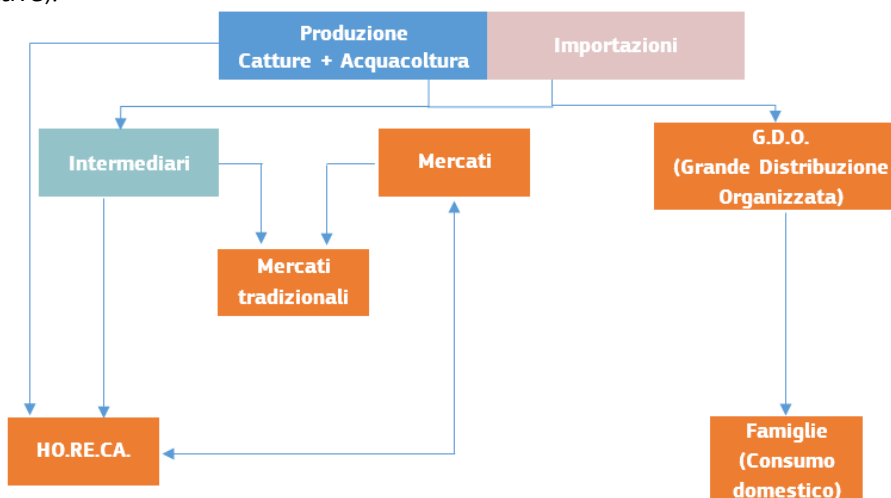 Produzione
Catture + Acquacoltura
Importazioni
Intermediari
Mercati
G.D.O.
(Grande Distribuzione
Organizzata)
Mercati
tradizionali
HO.RE.CA.
Famiglie
(Consumo
domestico)